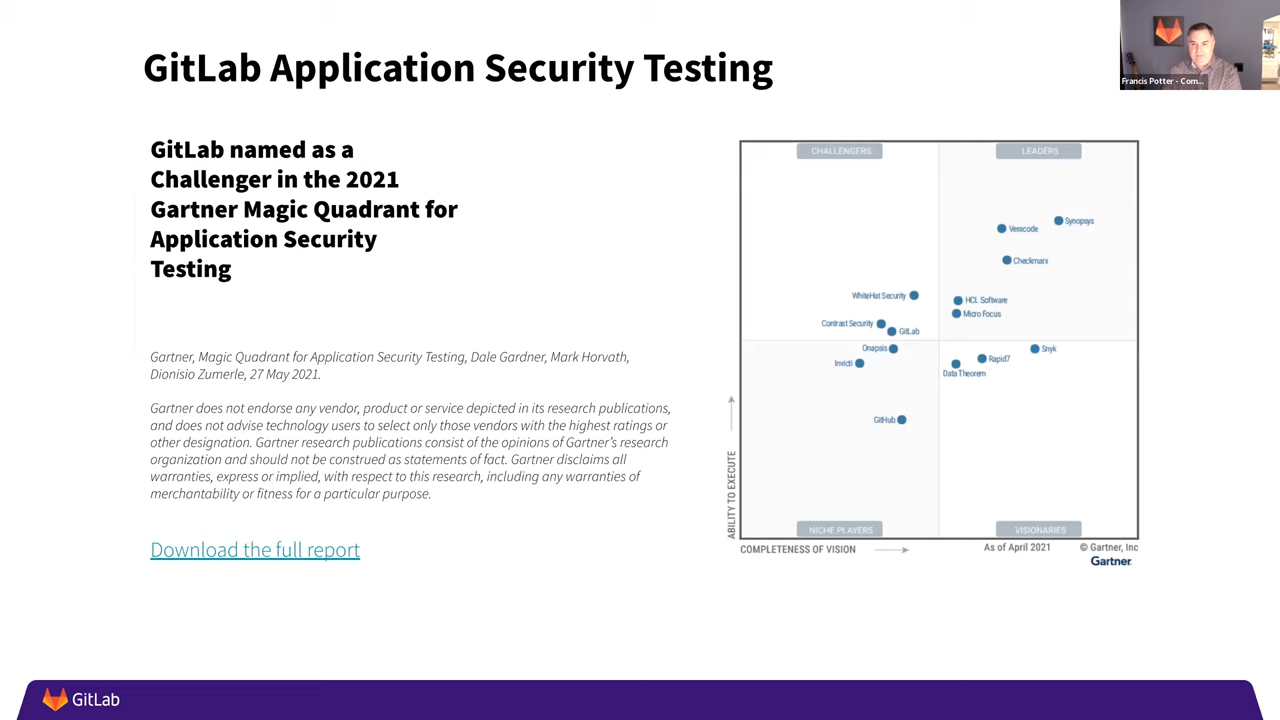 GitLab Application Security Testing
Francis Potter - Com...
GitLab named as a
Challenger in the 2021
Gartner Magic Quadrant for
Application Security
Testing
Gartner, Magic Quadrant for Application Security Testing, Dale Gardner, Mark Horvath,
Dionisio Zumerle, 27 May 2021.
Gartner does not endorse any vendor, product or service depicted in its research publications,
and does not advise technology users to select only those vendors with the highest ratings or
other designation. Gartner research publications consist of the opinions of Gartner's research
organization and should not be construed as statements of fact. Gartner disclaims all
warranties, express or implied, with respect to this research, including any warranties of
merchantability or fitness for a particular purpose.
Download the full report
CHALLENGERS
LEADERS
Synopsys
Veracode
Checkmarx
WhiteHat Security
HCL Software
Micro Focus
Contrast Security
GitLab
Onapsis
Snyk
Invicti
Rapid7
Data Theorem
GitHub
NICHE PLAYERS
VISIONARIES
ABILITY TO EXECUTE
COMPLETENESS OF VISION
As of April 2021
© Gartner, Inc
Gartner
GitLab